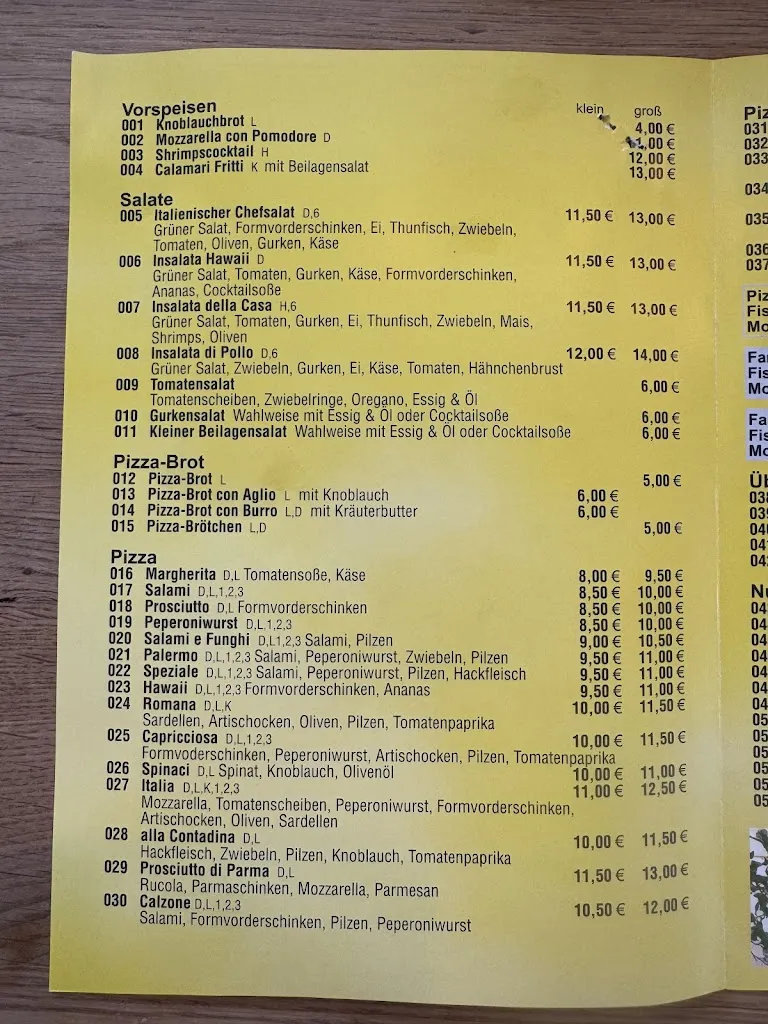 Vorspeisen klein groß
001 Knoblauchbrot L 4,00 €
002 Mozzarella con Pomodore D ,00 €
003 Shrimpscocktail H 12,00 €
004 Calamari Fritti K mit Beilagensalat 13,00 €
Salate
005 Italienischer Chefsalat D,6 11,50 € 13,00 €
Grüner Salat, Formvorderschinken, Ei, Thunfisch, Zwiebeln,
Tomaten, Oliven, Gurken, Käse
006 Insalata Hawaii D 11,50 € 13,00 €
Grüner Salat, Tomaten, Gurken, Käse, Formvorderschinken,
Ananas, Cocktailsoße
007 Insalata della Casa H,6 11,50 € 13,00 €
Grüner Salat, Tomaten, Gurken, Ei, Thunfisch, Zwiebeln, Mais,
Shrimps, Oliven
008 Insalata di Pollo D,6 12,00 € 14,00 €
Grüner Salat, Zwiebeln, Gurken, Ei, Käse, Tomaten, Hähnchenbrust
009 Tomatensalat 6,00 €
Tomatenscheiben, Zwiebelringe, Oregano, Essig & Öl
010 Gurkensalat Wahlweise mit Essig & Öl oder Cocktailsoße 6,00 €
011 Kleiner Beilagensalat Wahlweise mit Essig & Öl oder Cocktailsoße 6,00 €
Pizza-Brot
012 Pizza-Brot L 5,00 €
013 Pizza-Brot con Aglio L mit Knoblauch 6,00 €
014 Pizza-Brot con Burro L,D mit Kräuterbutter 6,00 €
015 Pizza-Brötchen L,D 5,00 €
Pizza
016 Margherita D,L Tomatensoße, Käse 8,00 € 9,50 €
017 Salami D,L,1,2,3 8,50 € 10,00 €
018 Prosciutto D,L Formvorderschinken 8,50 € 10,00 €
019 Peperoniwurst D,L,1,2,3 8,50 € 10,00 €
020 Salami e Funghi D,L1,2,3 Salami, Pilzen 9,00 € 10,50 €
021 Palermo D,L,1,2,3 Salami, Peperoniwurst, Zwiebeln, Pilzen 9,50 € 11,00 €
022 Speziale D,L,1,2,3 Salami, Peperoniwurst, Pilzen, Hackfleisch 9,50 € 11,00 €
023 Hawaii D,L,1,2,3 Formvorderschinken, Ananas 9,50 € 11,00 €
024 Romana D,L,K 10,00 € 11,50 €
Sardellen, Artischocken, Oliven, Pilzen, Tomatenpaprika
025 Capricciosa D,L,1,2,3 10,00 € 11,50 €
Formvoderschinken, Peperoniwurst, Artischocken, Pilzen, Tomatenpaprika
026 Spinaci D,L Spinat, Knoblauch, Olivenöl 10,00 € 11,00 €
027 Italia D,L,K,1,2,3 11,00 € 12,50 €
Mozzarella, Tomatenscheiben, Peperoniwurst, Formvorderschinken,
Artischocken, Oliven, Sardellen
028 alla Contadina D,L 10,00 € 11,50 €
Hackfleisch, Zwiebeln, Pilzen, Knoblauch, Tomatenpaprika
029 Prosciutto di Parma D,L 11,50 € 13,00 €
Rucola, Parmaschinken, Mozzarella, Parmesan
030 Calzone D,L,1,2,3 10,50 € 12,00 €
Salami, Formvorderschinken, Pilzen, Peperoniwurst
031
032
033
034